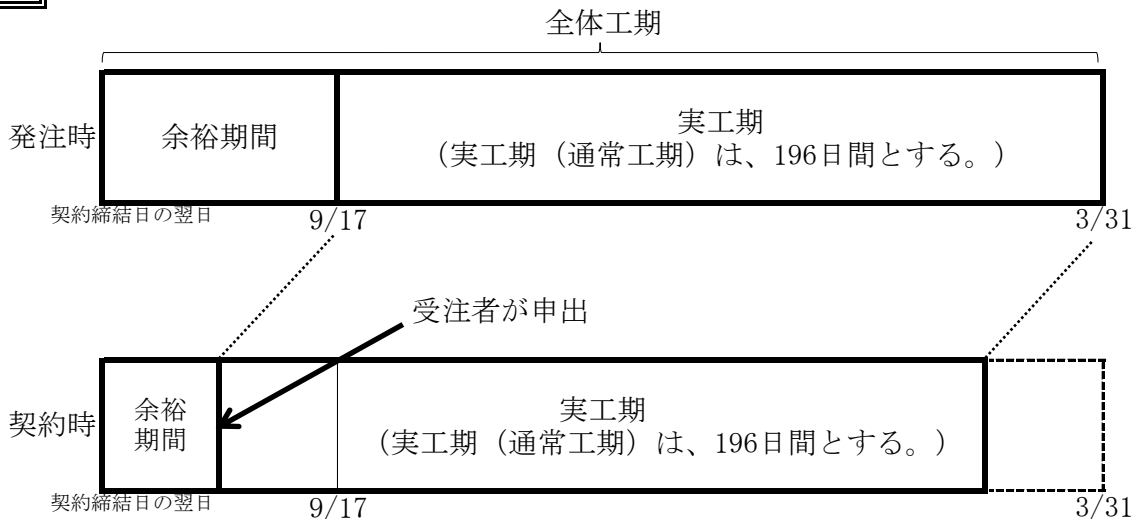 全体工期
発注時
余裕期間
実工期
（実工期（通常工期）は、196日間とする。）
契約締結日の翌日
9/17
3/31
受注者が申出
契約時
余裕
期間
実工期
（実工期（通常工期）は、196日間とする。）
契約締結日の翌日
9/17
3/31